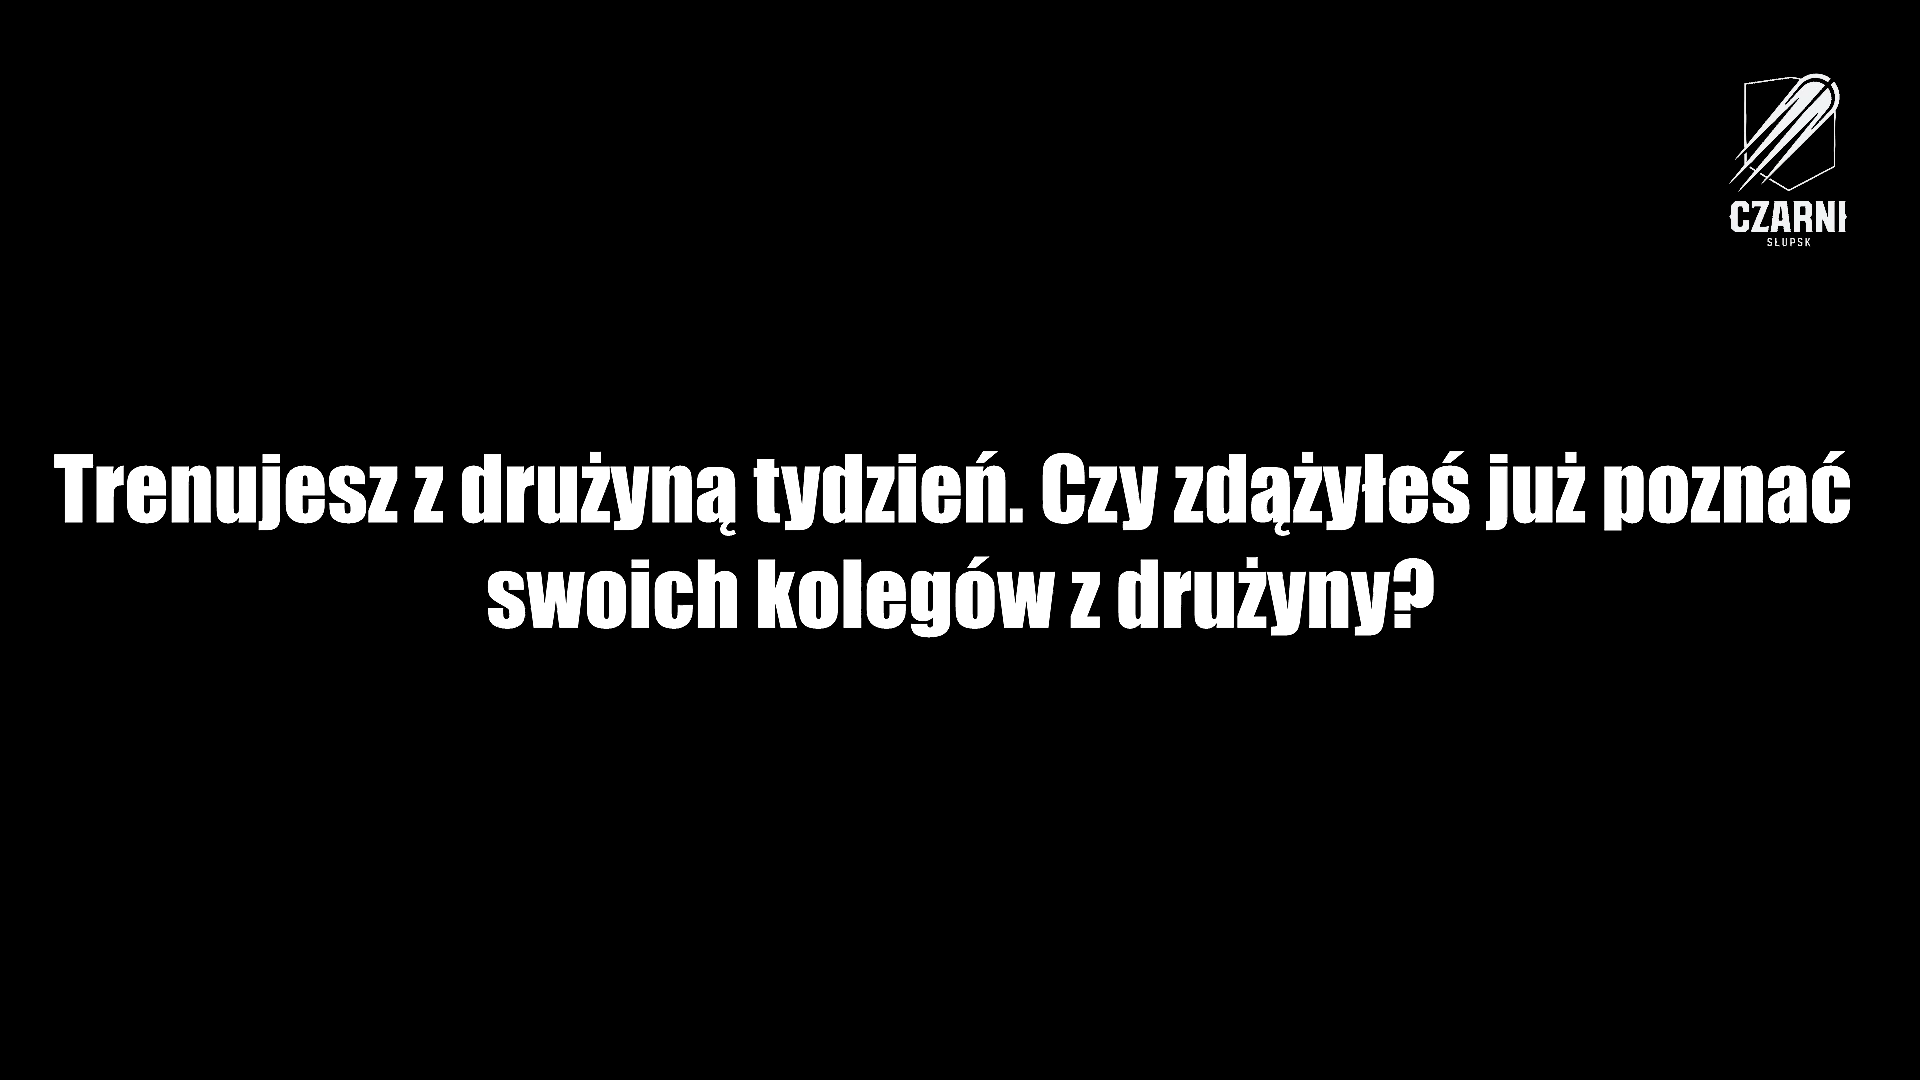 CZARNI
SŁUPSK
Trenujesz z drużyną tydzień. Czy zdążyłeś już poznać
swoich kolegów z drużyny?